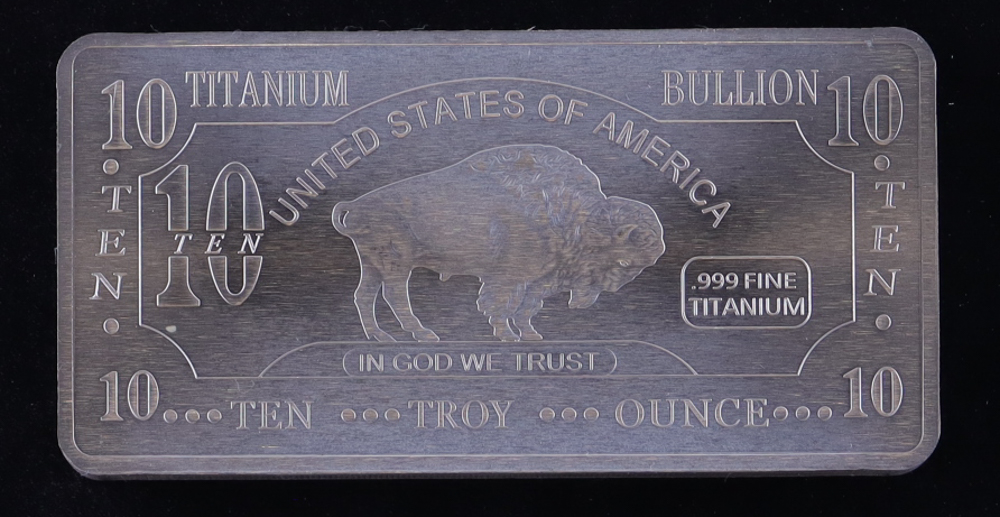 10 TITANIUM BULLION 10
UNITED STATES OF AMERICA
TEN
10
TEN
TEN
.999 FINE
TITANIUM
IN GOD WE TRUST
10 ... TEN ... TROY ... OUNCE ... 10